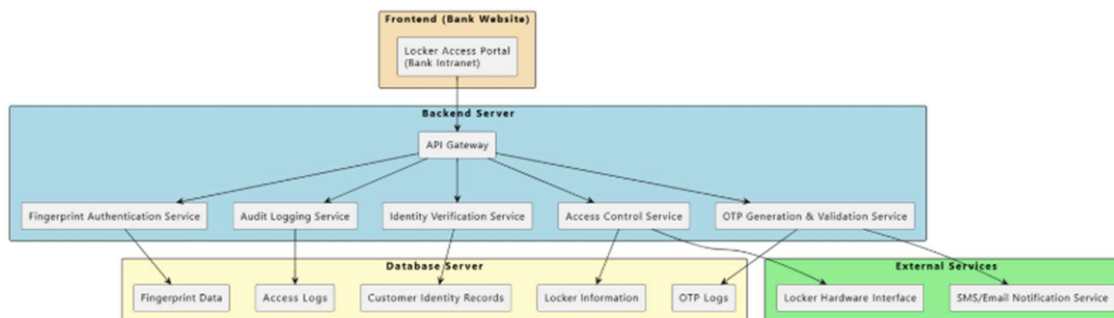 Frontend (Bank Website)
Locker Access Portal
(Bank Intranet)
Backend Server
API Gateway
Fingerprint Authentication Service
Audit Logging Service
Identity Verification Service
Access Control Service
OTP Generation & Validation Service
Database Server
External Services
Fingerprint Data
Access Logs
Customer Identity Records
Locker Information
OTP Logs
Locker Hardware Interface
SMS/Email Notification Service